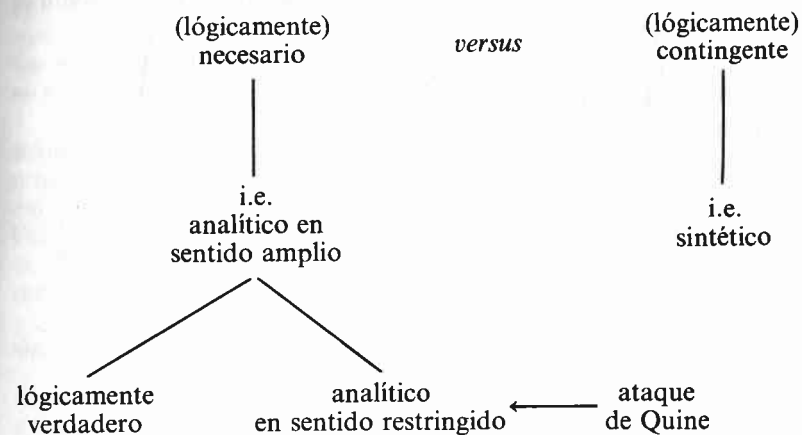 (lógicamente)
necesario
versus
(lógicamente)
contingente
i.e.
analítico en
sentido amplio
i.e.
sintético
lógicamente
verdadero
analítico
en sentido restringido
ataque
de Quine